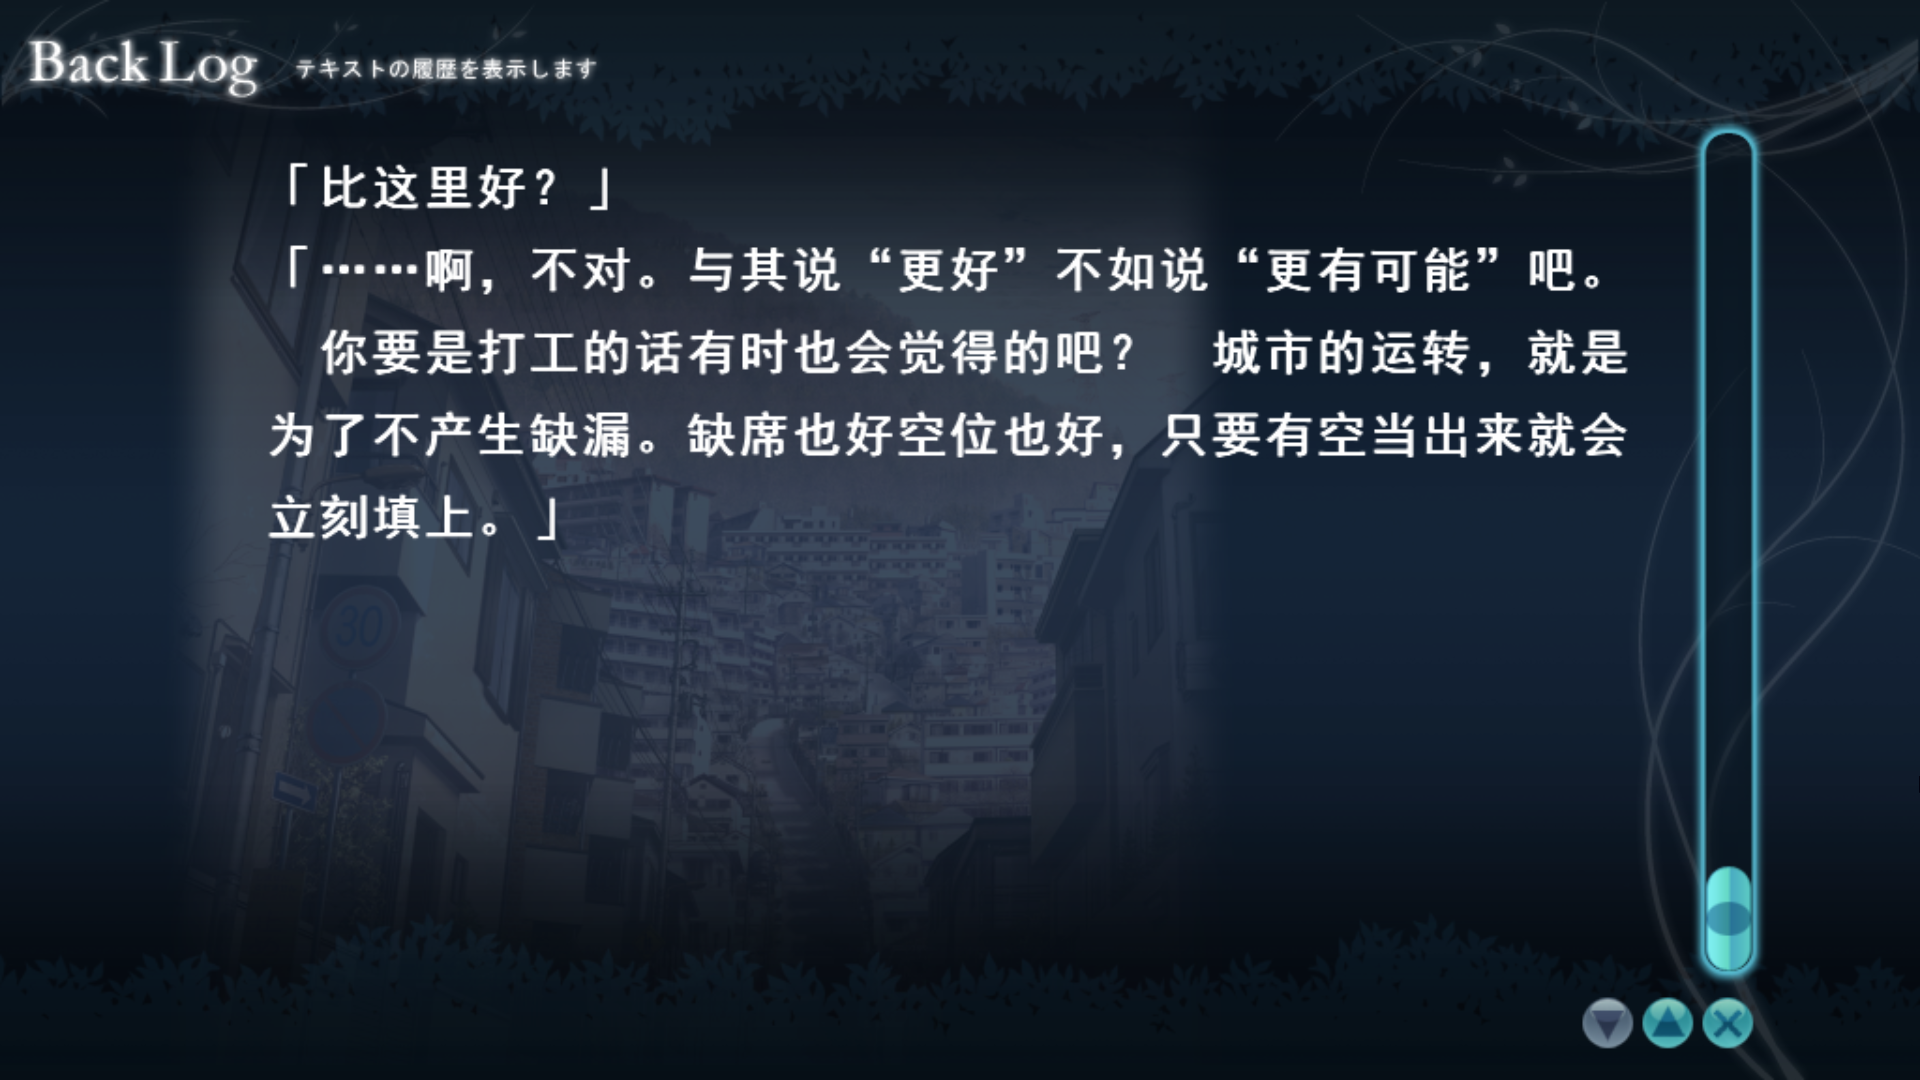 Back Log テキストの履歴を表示します
「比这里好？」
「……啊，不对。与其说“更好”不如说“更有可能”吧。
你要是打工的话有时也会觉得的吧？　城市的运转，就是
为了不产生缺漏。缺席也好空位也好，只要有空当出来就会
立刻填上。」
30